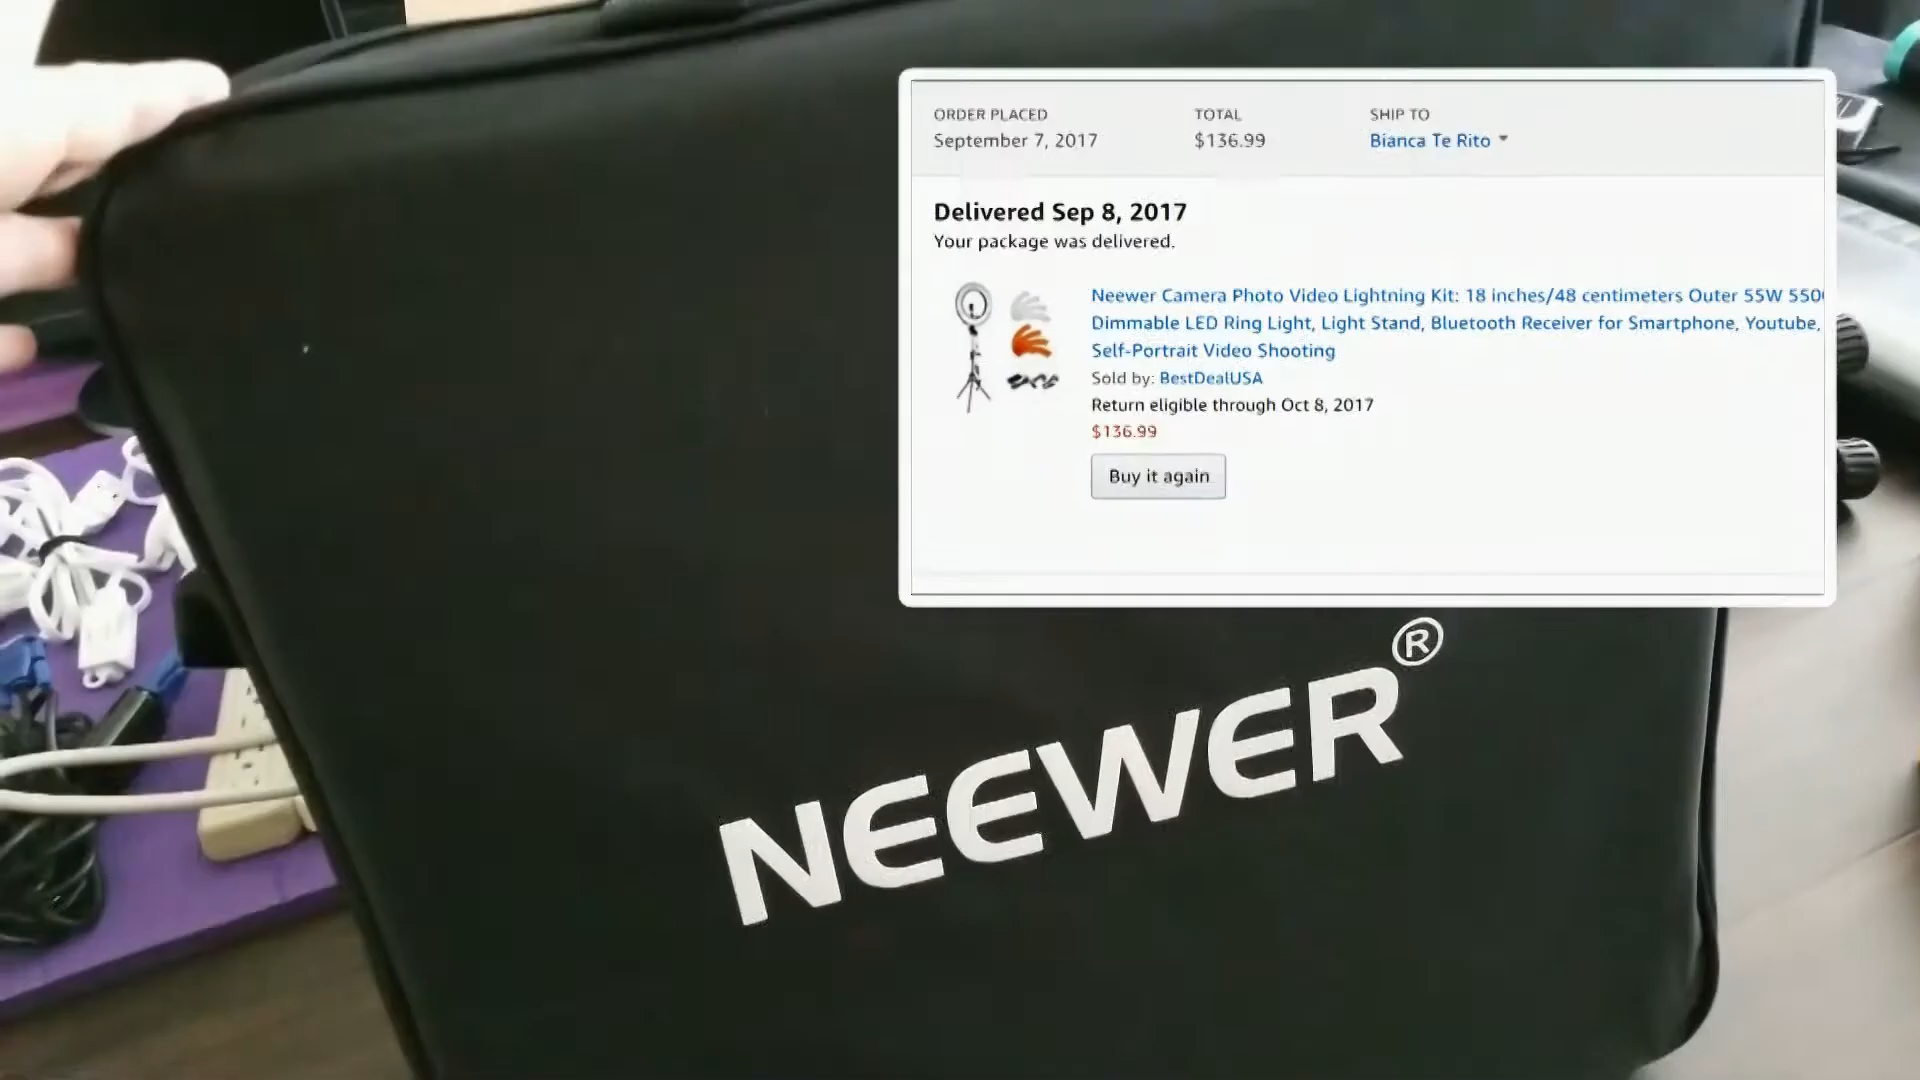 ORDER PLACED TOTAL SHIP TO
September 7, 2017 $136.99 Bianca Te Rito
Delivered Sep 8, 2017
Your package was delivered.
Neewer Camera Photo Video Lightning Kit: 18 inches/48 centimeters Outer 55W 550
Dimmable LED Ring Light, Light Stand, Bluetooth Receiver for Smartphone, Youtube,
Self-Portrait Video Shooting
Sold by: BestDealUSA
Return eligible through Oct 8, 2017
$136.99
Buy it again
NEEWER®